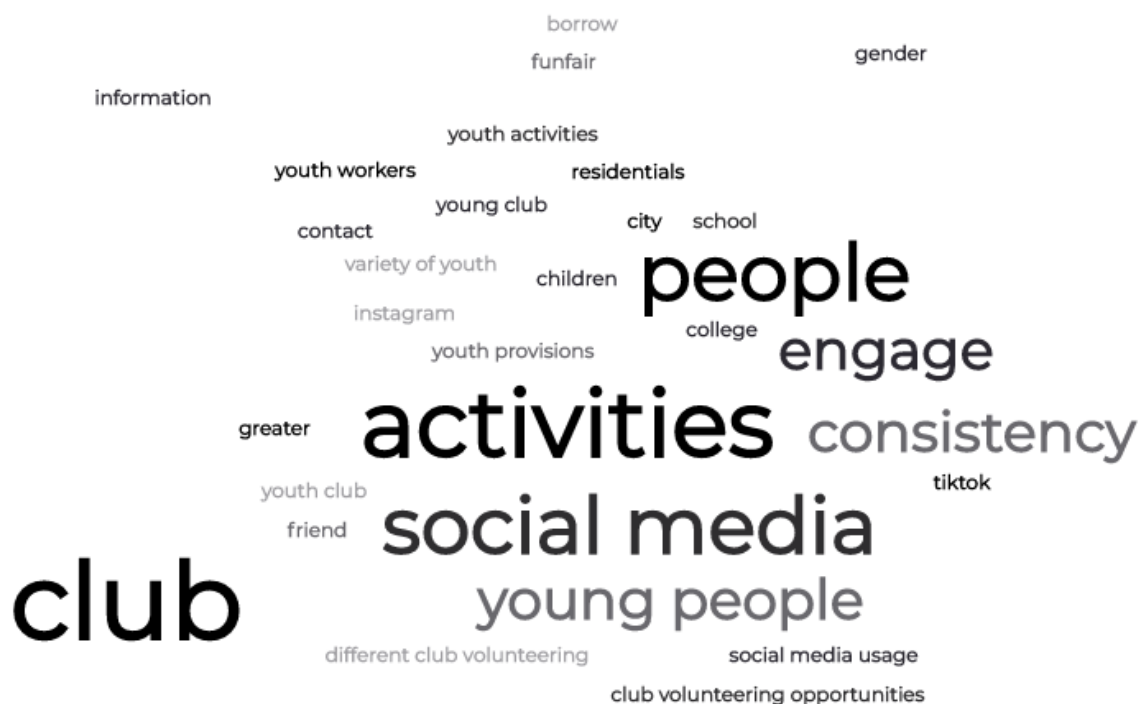 borrow
funfair
gender
information
youth activities
youth workers
residentials
young club
city
school
contact
people
variety of youth
children
instagram
college
engage
youth provisions
activities
consistency
greater
tiktok
youth club
social media
friend
club
young people
different club volunteering
social media usage
club volunteering opportunities